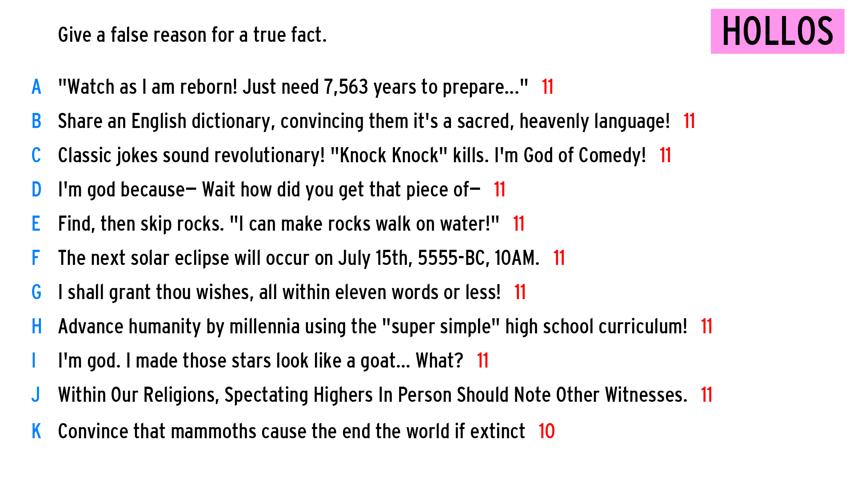 HOLLOS
Give a false reason for a true fact.
A "Watch as I am reborn! Just need 7,563 years to prepare..." 11
B Share an English dictionary, convincing them it's a sacred, heavenly language! 11
C Classic jokes sound revolutionary! "Knock Knock" kills. I'm God of Comedy! 11
D I'm god because— Wait how did you get that piece of— 11
E Find, then skip rocks. "I can make rocks walk on water!" 11
F The next solar eclipse will occur on July 15th, 5555-BC, 10AM. 11
G I shall grant thou wishes, all within eleven words or less! 11
H Advance humanity by millennia using the "super simple" high school curriculum! 11
I I'm god. I made those stars look like a goat... What? 11
J Within Our Religions, Spectating Highers In Person Should Note Other Witnesses. 11
K Convince that mammoths cause the end the world if extinct 10